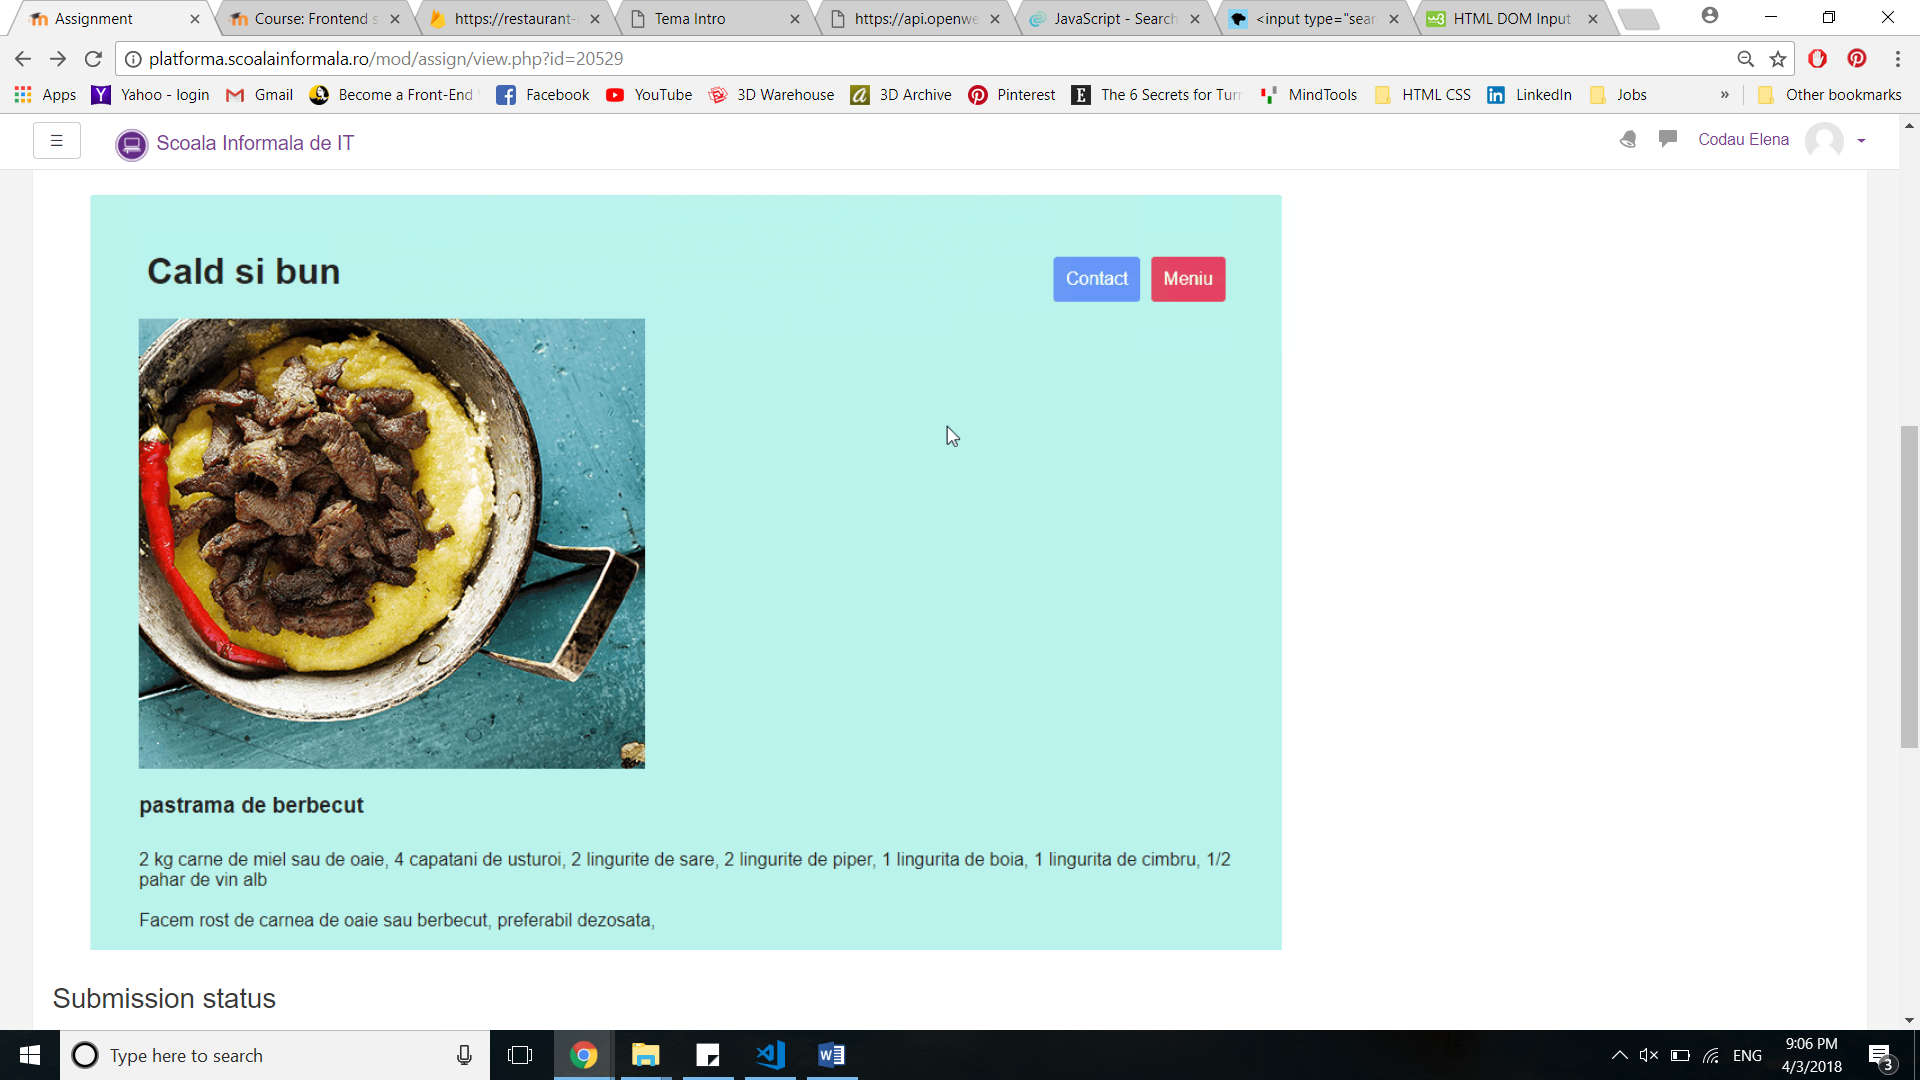 Assignment
Course: Frontend s
https://restaurant-
Tema Intro
https://api.openwe
JavaScript - Search
<input type="sear
HTML DOM Input
platforma.scoalainformala.ro/mod/assign/view.php?id=20529
Apps
Yahoo - login
Gmail
Become a Front-End
Facebook
YouTube
3D Warehouse
3D Archive
Pinterest
The 6 Secrets for Turn
MindTools
HTML CSS
LinkedIn
Jobs
»
Other bookmarks
Scoala Informala de IT
Codau Elena
Cald si bun
Contact
Meniu
pastrama de berbecut
2 kg carne de miel sau de oaie, 4 capatani de usturoi, 2 lingurite de sare, 2 lingurite de piper, 1 lingurita de boia, 1 lingurita de cimbru, 1/2
pahar de vin alb
Facem rost de carnea de oaie sau berbecut, preferabil dezosata,
Submission status
Type here to search
ENG
9:06 PM
4/3/2018
3